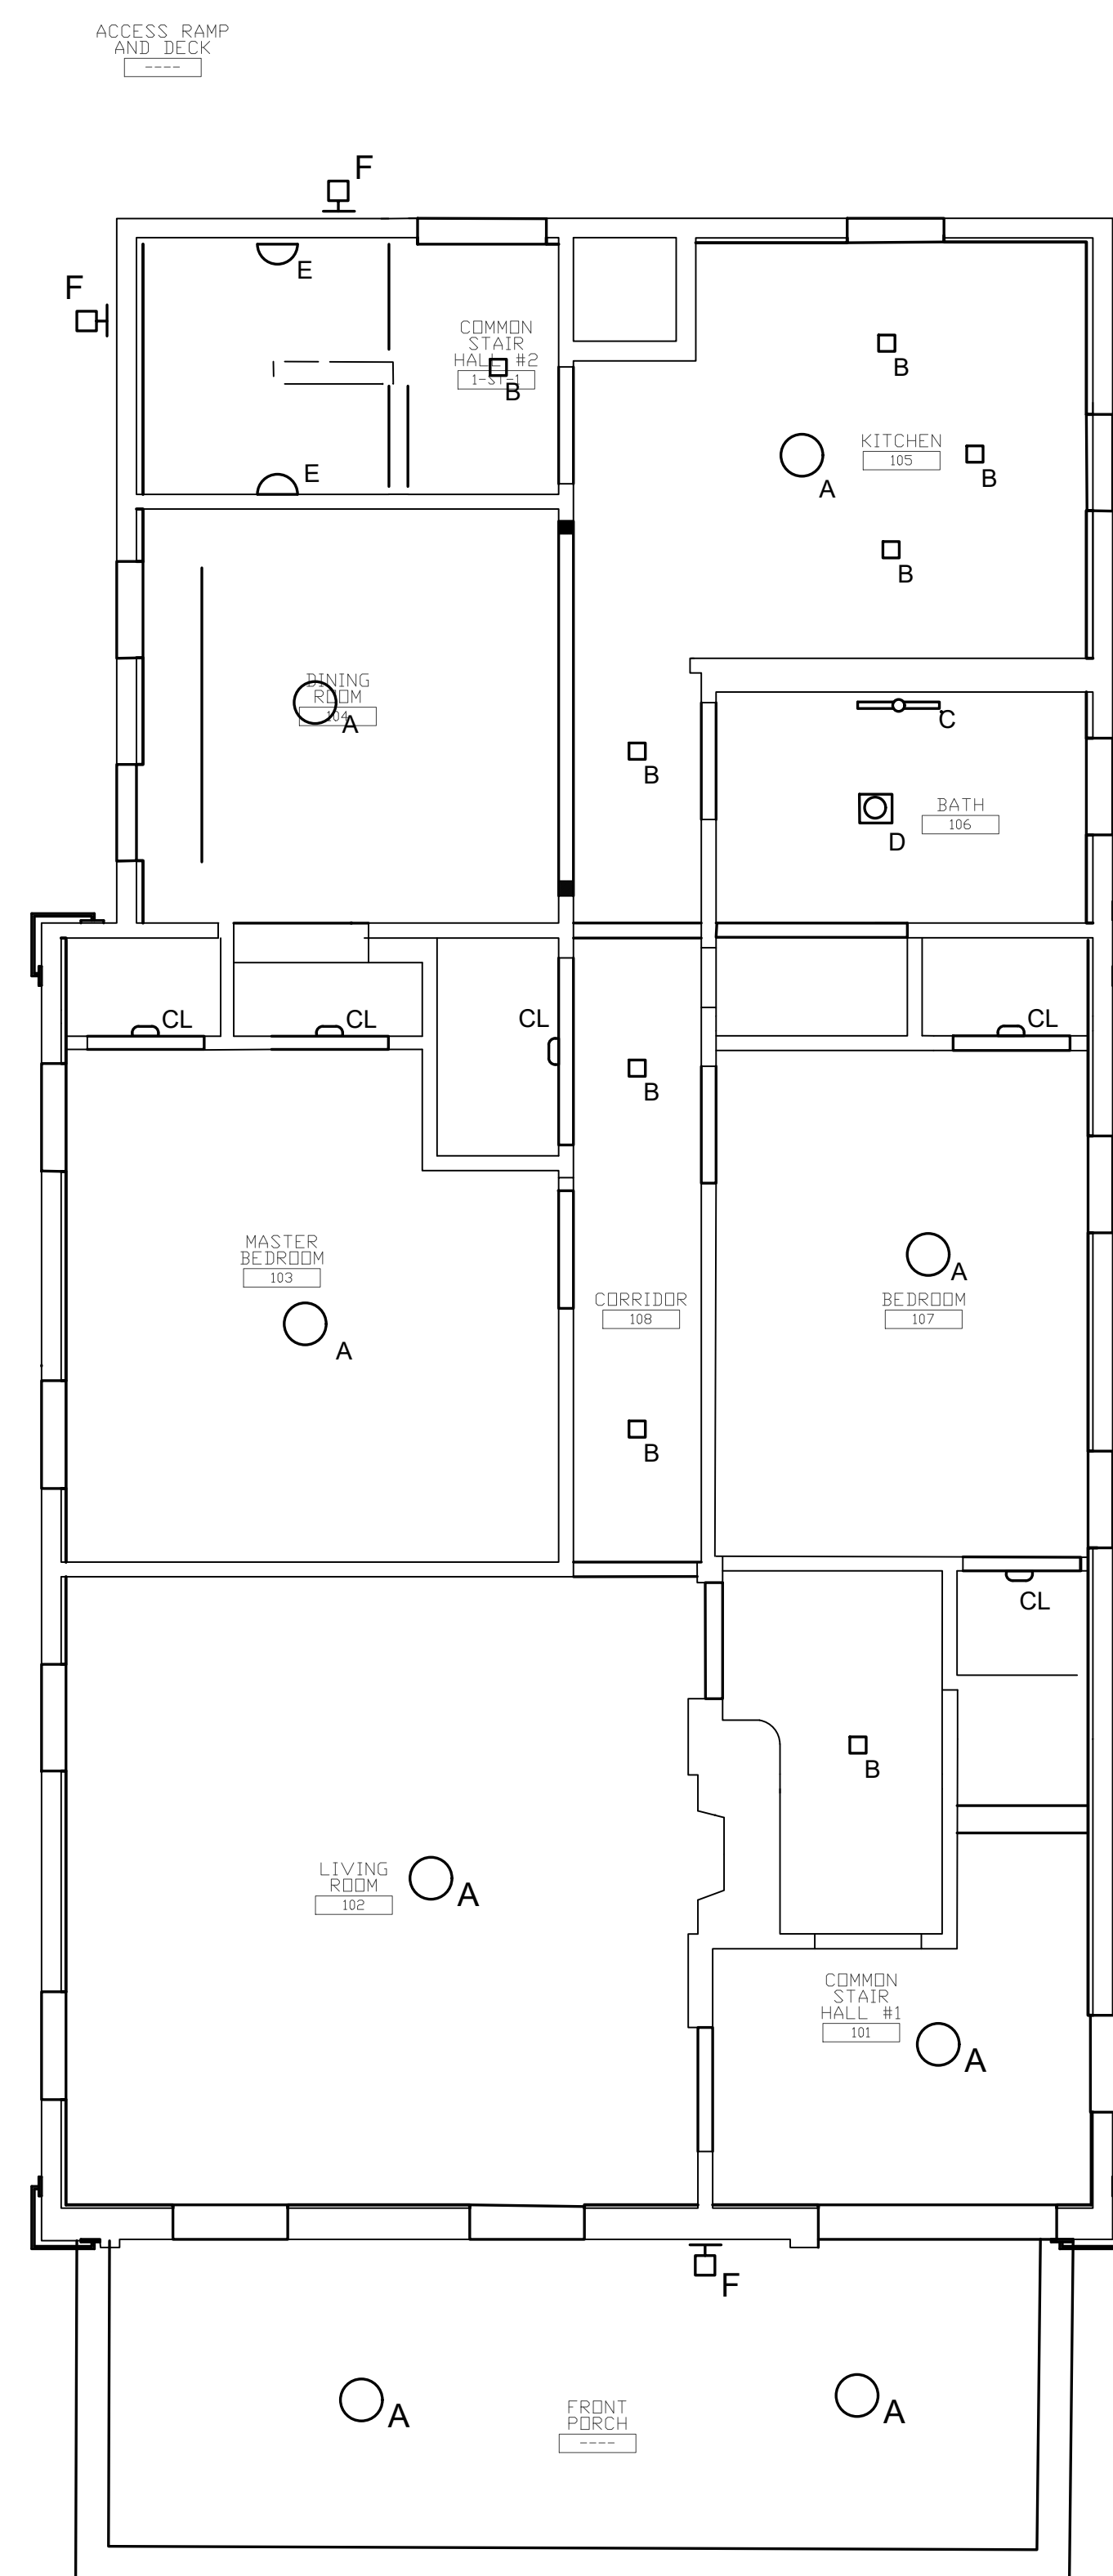 ACCESS RAMP
AND DECK
----
F
F
E
COMMON
STAIR
HALL #2
1-ST-1
B
B
KITCHEN
105
B
A
E
B
DINING
ROOM
104
A
C
B
BATH
106
D
CL
CL
CL
CL
B
MASTER
BEDROOM
103
A
A
CORRIDOR
108
BEDROOM
107
B
CL
B
LIVING
ROOM
102
A
COMMON
STAIR
HALL #1
101
A
F
A
A
FRONT
PORCH
----